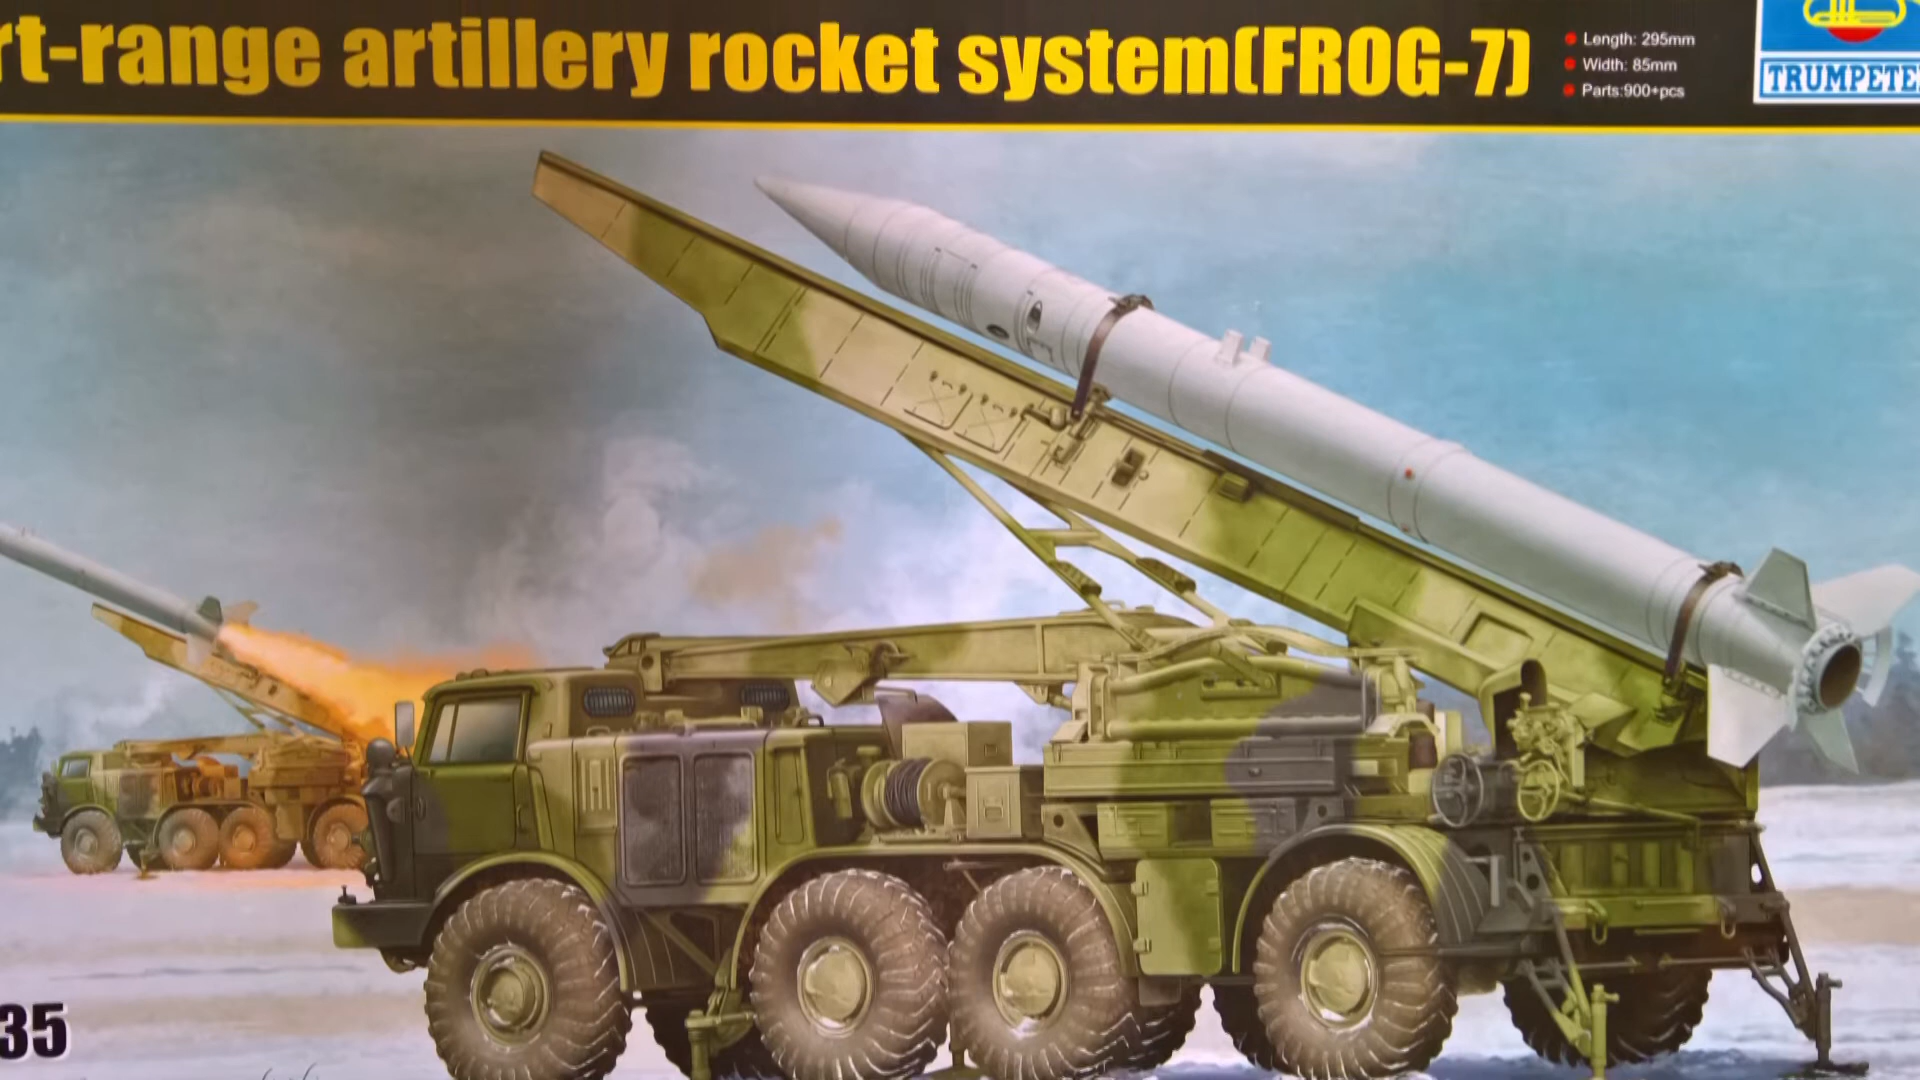 rt-range artillery rocket system(FROG-7)
Length: 295mm
Width: 85mm
Parts:900+pcs
TRUMPETE
35